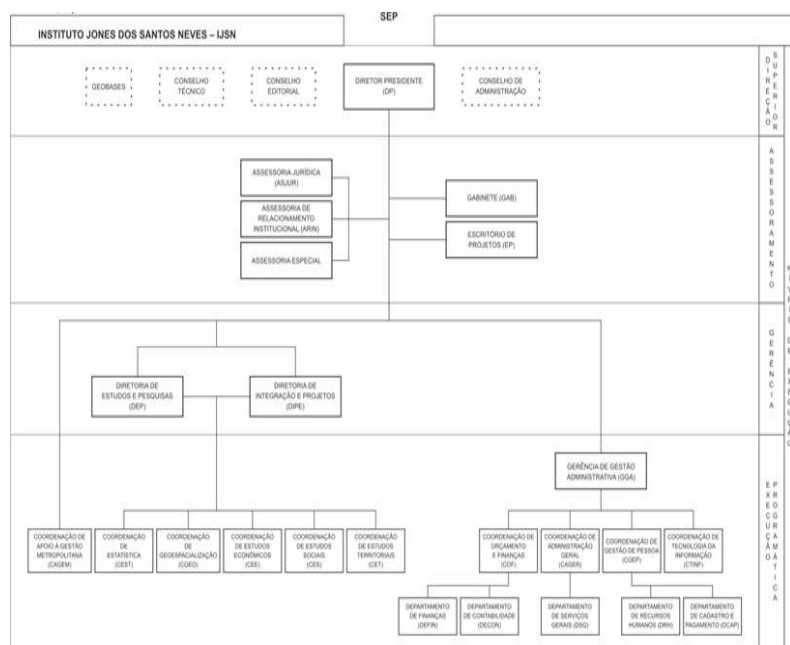 SEP
INSTITUTO JONES DOS SANTOS NEVES – IJSN
GEOBASES
CONSELHO
TÉCNICO
CONSELHO
EDITORIAL
DIRETOR PRESIDENTE
(DP)
CONSELHO DE
ADMINISTRAÇÃO
DIREÇÃO
SUPERIOR
ASSESSORIA JURÍDICA
(ASJUR)
ASSESSORIA DE
RELACIONAMENTO
INSTITUCIONAL (ARIN)
ASSESSORIA ESPECIAL
GABINETE (GAB)
ESCRITÓRIO DE
PROJETOS (EP)
ASSESSORAMENTO
DIRETORIA DE
ESTUDOS E PESQUISAS
(DEP)
DIRETORIA DE
INTEGRAÇÃO E PROJETOS
(DIPE)
GERÊNCIA
NÍVEIS DE EXECUÇÃO
GERÊNCIA DE GESTÃO
ADMINISTRATIVA (GGA)
COORDENAÇÃO DE
APOIO À GESTÃO
METROPOLITANA
(CAGEM)
COORDENAÇÃO
DE
ESTATÍSTICA
(CEST)
COORDENAÇÃO
DE
GEOESPACIALIZAÇÃO
(CGEO)
COORDENAÇÃO
DE ESTUDOS
ECONÔMICOS
(CEE)
COORDENAÇÃO
DE ESTUDOS
SOCIAIS
(CES)
COORDENAÇÃO
DE ESTUDOS
TERRITORIAIS
(CET)
COORDENAÇÃO DE
ORÇAMENTO
E FINANÇAS
(COF)
COORDENAÇÃO
DE ADMINISTRAÇÃO
GERAL
(CAGER)
COORDENAÇÃO DE
GESTÃO DE PESSOA
(CGEP)
COORDENAÇÃO DE
TECNOLOGIA DA
INFORMAÇÃO
(CTINF)
DEPARTAMENTO
DE FINANÇAS
(DEFIN)
DEPARTAMENTO
DE CONTABILIDADE
(DECON)
DEPARTAMENTO
DE SERVIÇOS
GERAIS (DSG)
DEPARTAMENTO
DE RECURSOS
HUMANOS (DRH)
DEPARTAMENTO
DE CADASTRO E
PAGAMENTO (DCAP)
EXECUÇÃO
PROGRAMÁTICA